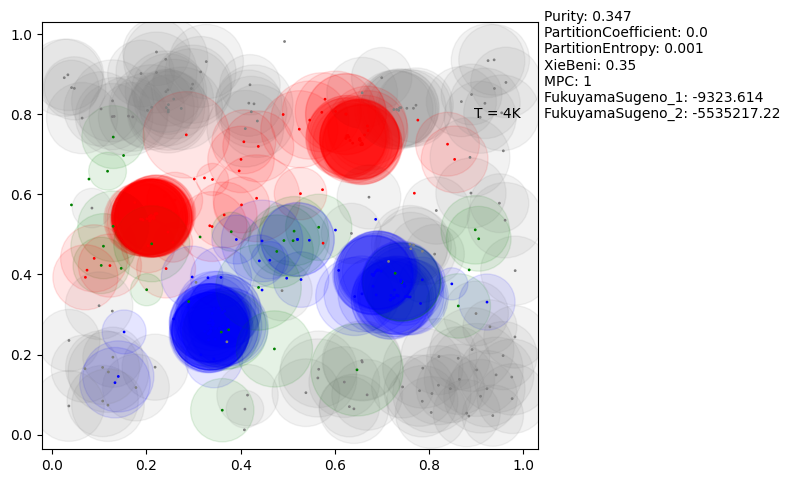 Purity: 0.347
PartitionCoefficient: 0.0
PartitionEntropy: 0.001
XieBeni: 0.35
MPC: 1
FukuyamaSugeno_1: -9323.614
FukuyamaSugeno_2: -5535217.22
T = 4K
1.0
0.8
0.6
0.4
0.2
0.0
0.0 0.2 0.4 0.6 0.8 1.0